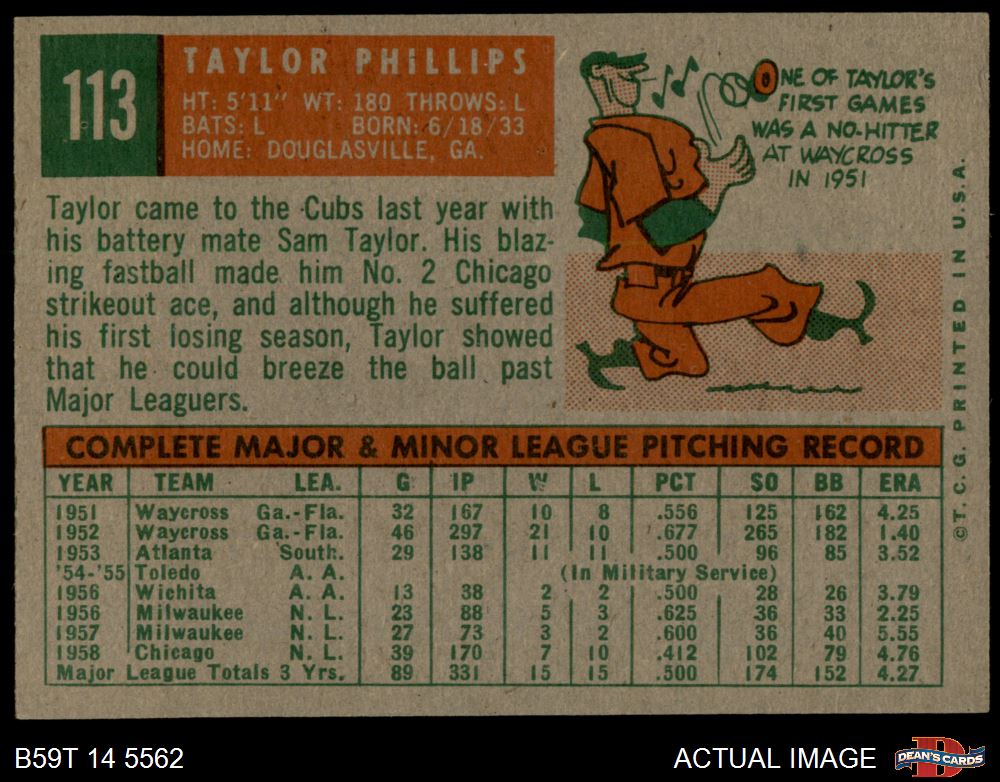 113
TAYLOR PHILLIPS
HT: 5'11" WT: 180 THROWS: L
BATS: L BORN: 6/18/33
HOME: DOUGLASVILLE, GA.
ONE OF TAYLOR'S
FIRST GAMES
WAS A NO-HITTER
AT WAYCROSS
IN 1951
Taylor came to the Cubs last year with
his battery mate Sam Taylor. His blaz-
ing fastball made him No. 2 Chicago
strikeout ace, and although he suffered
his first losing season, Taylor showed
that he could breeze the ball past
Major Leaguers.
COMPLETE MAJOR & MINOR LEAGUE PITCHING RECORD
YEAR TEAM LEA. G IP W L PCT SO BB ERA
1951 Waycross Ga.-Fla. 32 167 10 8 .556 125 162 4.25
1952 Waycross Ga.-Fla. 46 297 21 10 .677 265 182 1.40
1953 Atlanta South. 29 138 11 11 .500 96 85 3.52
'54-'55 Toledo A. A. (In Military Service)
1956 Wichita A. A. 13 38 2 2 .500 28 26 3.79
1956 Milwaukee N. L. 23 88 5 3 .625 36 33 2.25
1957 Milwaukee N. L. 27 73 3 2 .600 36 40 5.55
1958 Chicago N. L. 39 170 7 10 .412 102 79 4.76
Major League Totals 3 Yrs. 89 331 15 15 .500 174 152 4.27
©T. C. G. PRINTED IN U.S.A.
B59T 14 5562
ACTUAL IMAGE
D
DEAN'S CARDS